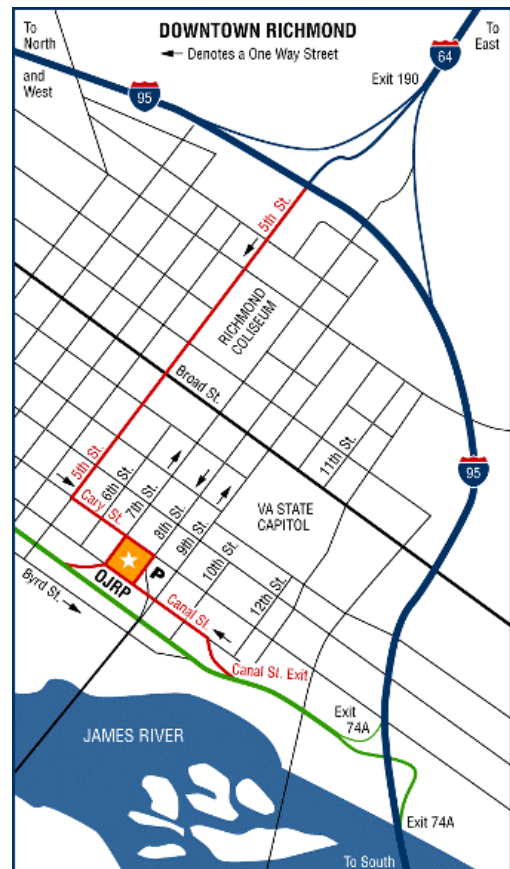 DOWNTOWN RICHMOND
Denotes a One Way Street
To
North
and
West
To
East
64
Exit 190
95
5th St.
RICHMOND
COLISEUM
Broad St.
5th St.
6th St.
7th St.
8th St.
9th St.
10th St.
11th St.
12th St.
Cary St.
VA STATE
CAPITOL
95
P
OJRP
Byrd St.
Canal St.
Canal St. Exit
Exit
74A
JAMES RIVER
Exit 74A
To South